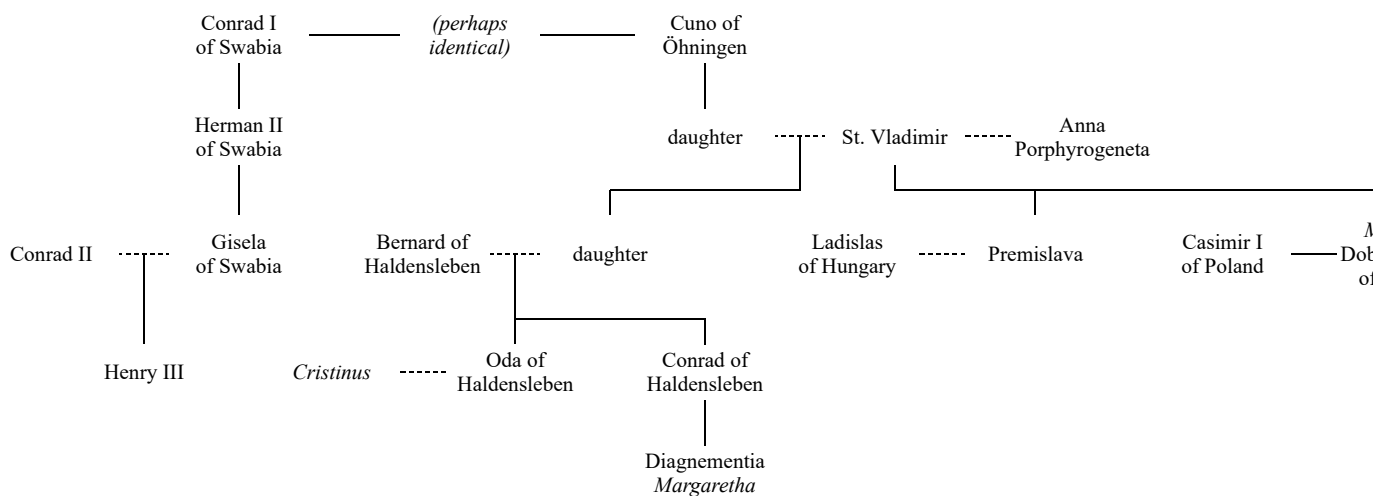 Conrad I
of Swabia
(perhaps
identical)
Cuno of
Öhningen
Herman II
of Swabia
daughter
St. Vladimir
Anna
Porphyrogeneta
Conrad II
Gisela
of Swabia
Bernard of
Haldensleben
daughter
Ladislas
of Hungary
Premislava
Casimir I
of Poland
M
Dob
of
Henry III
Cristinus
Oda of
Haldensleben
Conrad of
Haldensleben
Diagnementia
Margaretha